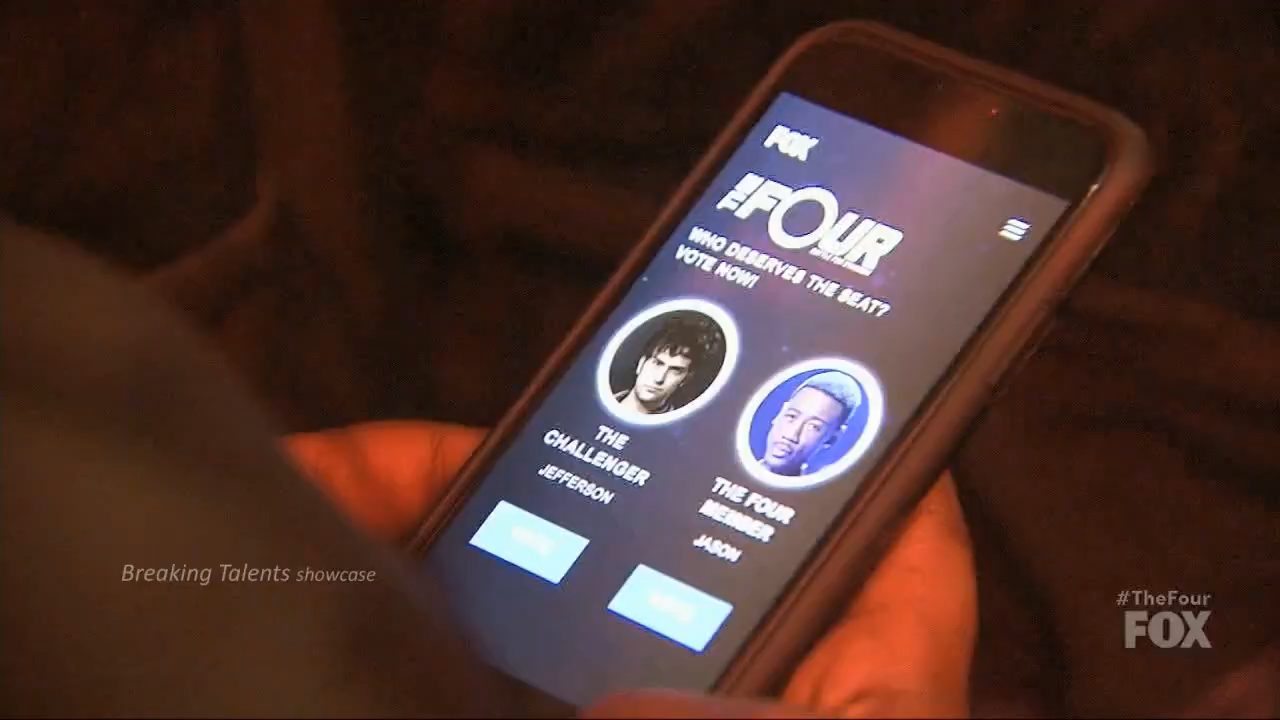 FOX
THE FOUR
WHO DESERVES THE SEAT?
VOTE NOW!
THE
CHALLENGER
JEFFERSON
THE FOUR
MEMBER
JASON
Breaking Talents showcase
#TheFour
FOX